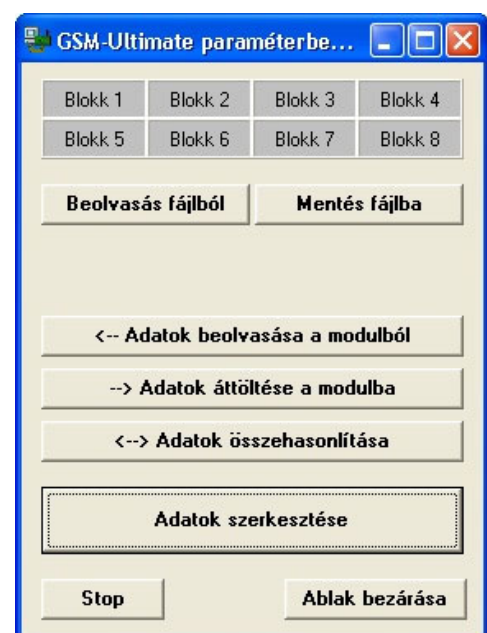 GSM-Ultimate paraméterbe...
Blokk 1 Blokk 2 Blokk 3 Blokk 4
Blokk 5 Blokk 6 Blokk 7 Blokk 8
Beolvasás fájlból Mentés fájlba
<-- Adatok beolvasása a modulból
--> Adatok áttöltése a modulba
<--> Adatok összehasonlítása
Adatok szerkesztése
Stop Ablak bezárása